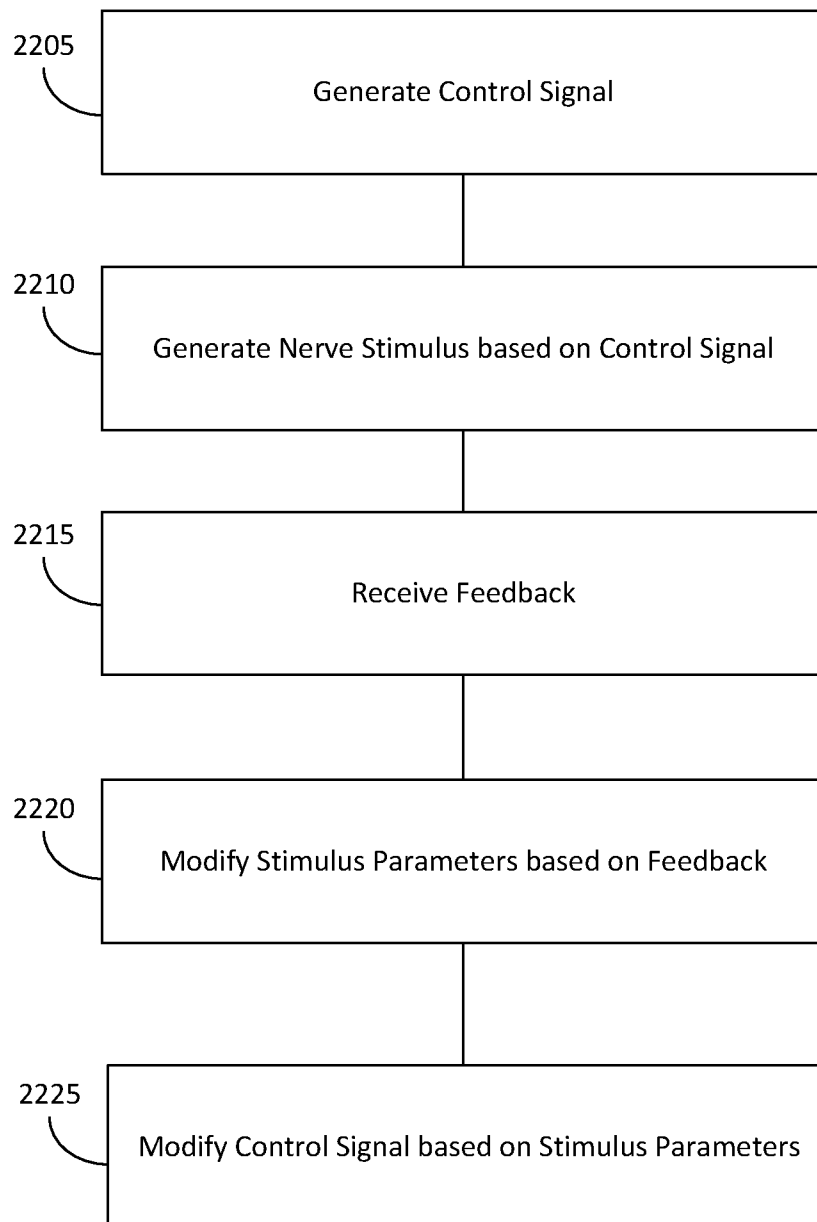 2205
Generate Control Signal
2210
Generate Nerve Stimulus based on Control Signal
2215
Receive Feedback
2220
Modify Stimulus Parameters based on Feedback
2225
Modify Control Signal based on Stimulus Parameters